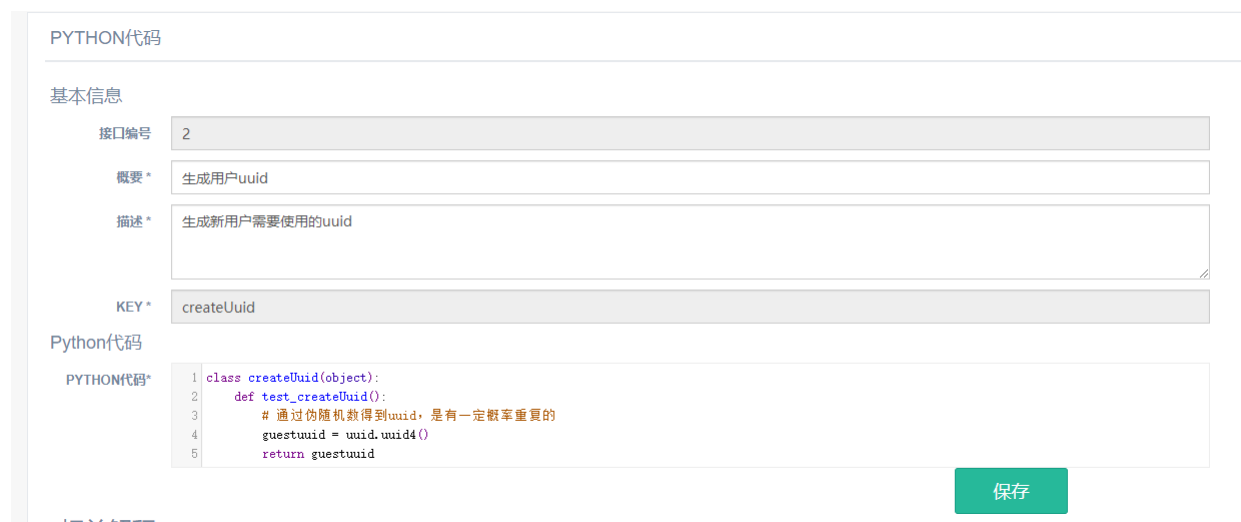 PYTHON代码
基本信息
接口编号 2
概要 * 生成用户uuid
描述 * 生成新用户需要使用的uuid
KEY * createUuid
Python代码
PYTHON代码*
1 class createUuid(object):
2 def test_createUuid():
3 # 通过伪随机数得到uuid，是有一定概率重复的
4 guestuuid = uuid.uuid4()
5 return guestuuid
保存